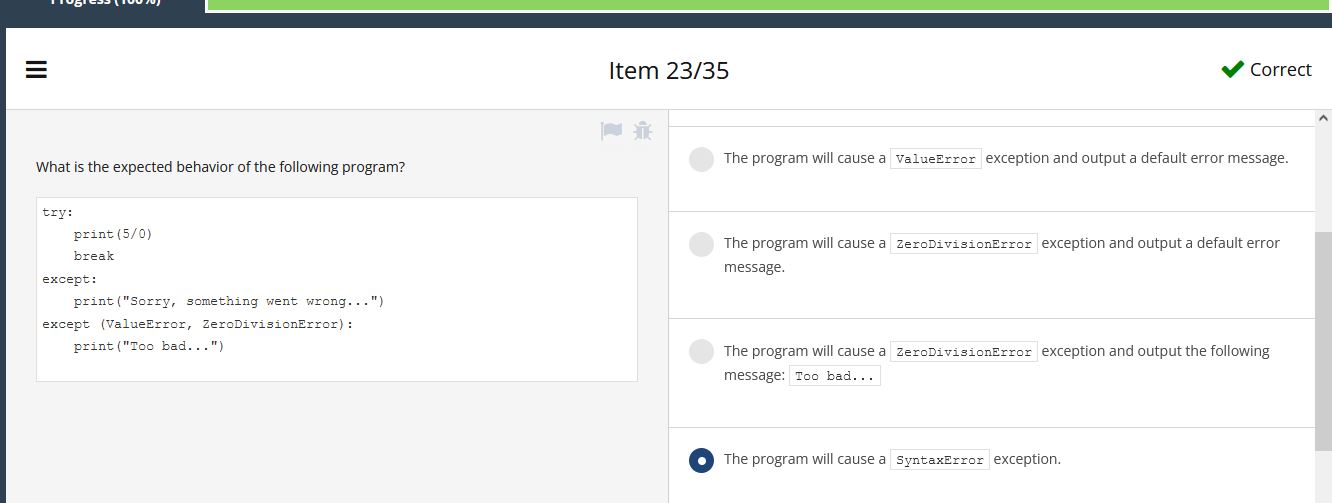 Progress (100%)
Item 23/35
Correct
What is the expected behavior of the following program?
try:
    print(5/0)
    break
except:
    print("Sorry, something went wrong...")
except (ValueError, ZeroDivisionError):
    print("Too bad...")
The program will cause a ValueError exception and output a default error message.
The program will cause a ZeroDivisionError exception and output a default error
message.
The program will cause a ZeroDivisionError exception and output the following
message: Too bad...
The program will cause a SyntaxError exception.